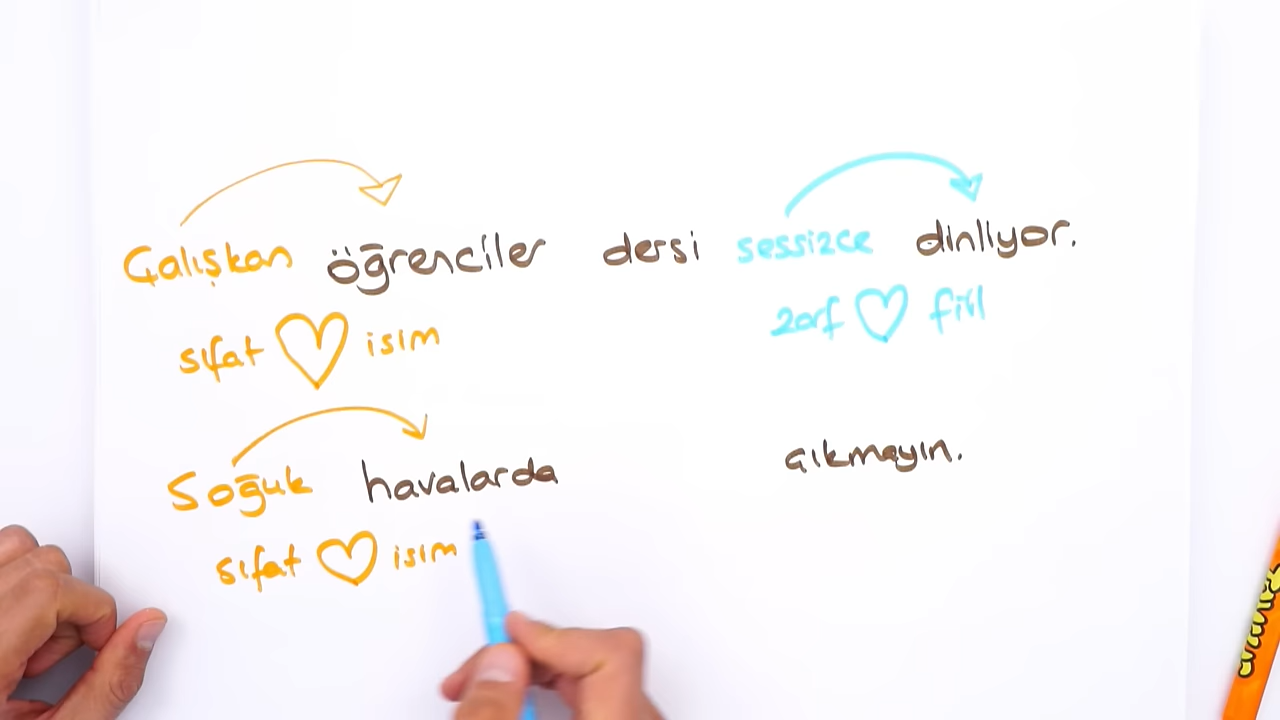 Çalışkan öğrenciler dersi sessizce dinliyor.
sıfat ♡ isim zarf ♡ fiil
Soğuk havalarda çıkmayın.
sıfat ♡ isim